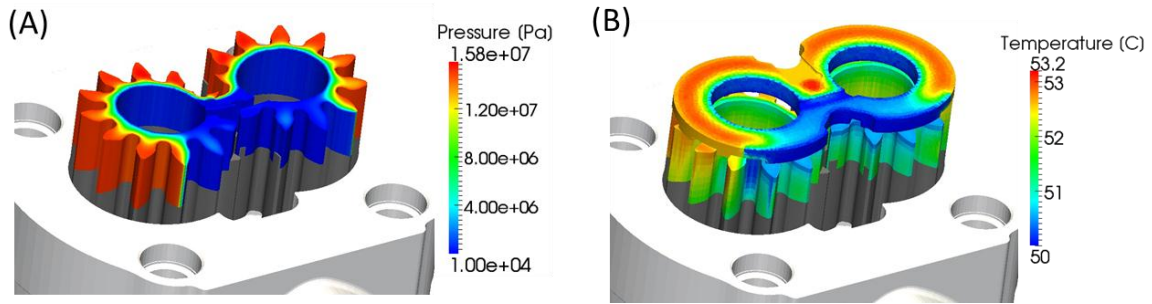 (A)
Pressure (Pa)
1.58e+07
1.20e+07
8.00e+06
4.00e+06
1.00e+04
(B)
Temperature (C)
53.2
53
52
51
50